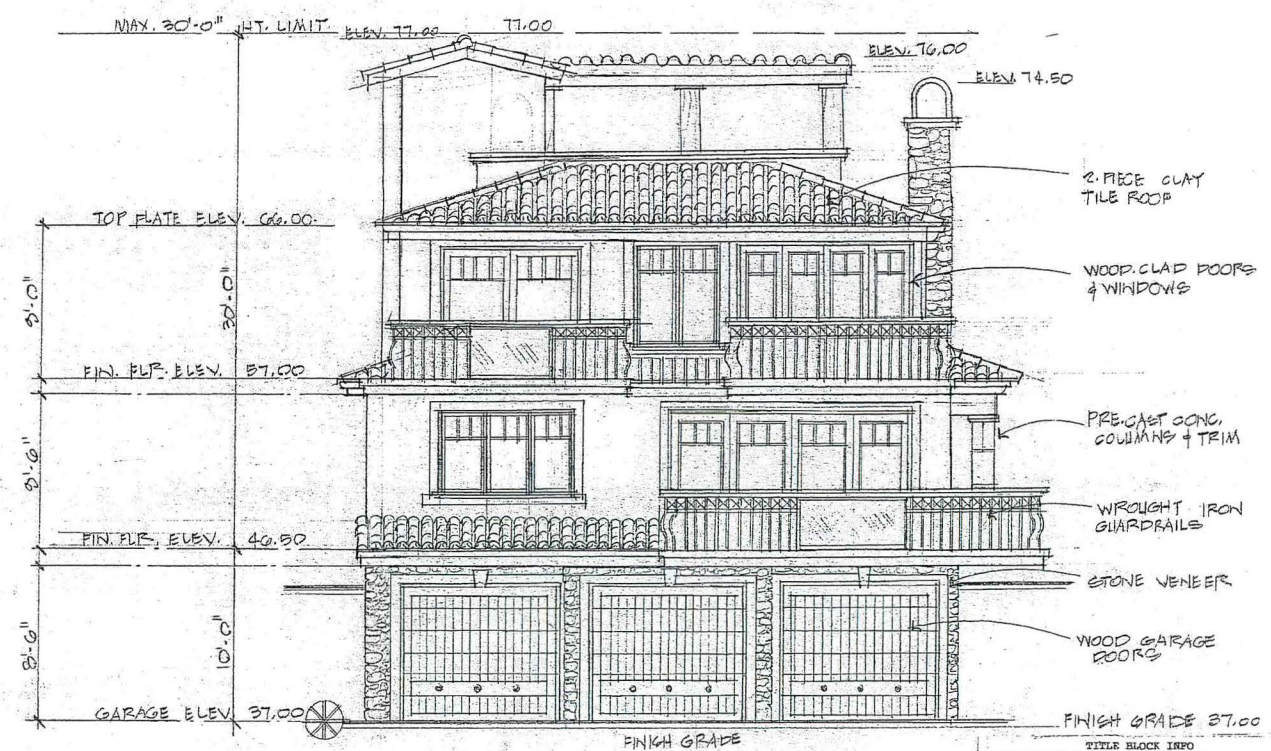 MAX. 30'-0" HT. LIMIT.
77.00
ELEV. 77.00
ELEV. 76.00
ELEV. 74.50
2-PIECE CLAY
TILE ROOF
TOP PLATE ELEV. 66.00
WOOD CLAD DOORS
& WINDOWS
9'-0"
30'-0"
FIN. FLR. ELEV. 57.00
PRE-CAST CONC.
COLUMNS & TRIM
8'-6"
WROUGHT IRON
GUARDRAILS
FIN. FLR. ELEV. 46.50
STONE VENEER
WOOD GARAGE
DOORS
8'-6"
10'-0"
GARAGE ELEV. 37.00
FINISH GRADE 37.00
FINISH GRADE
TITLE BLOCK INFO